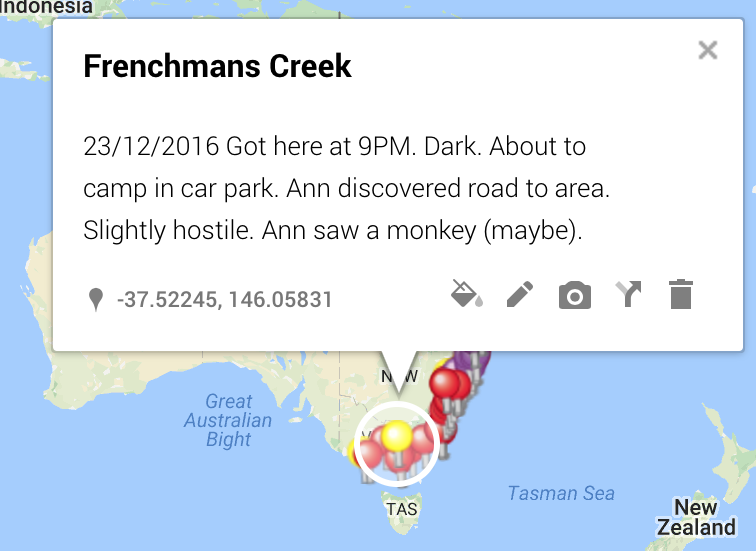 Indonesia
Frenchmans Creek
23/12/2016 Got here at 9PM. Dark. About to
camp in car park. Ann discovered road to area.
Slightly hostile. Ann saw a monkey (maybe).
-37.52245, 146.05831
Great
Australian
Bight
Tasman Sea
TAS
New
Zealand